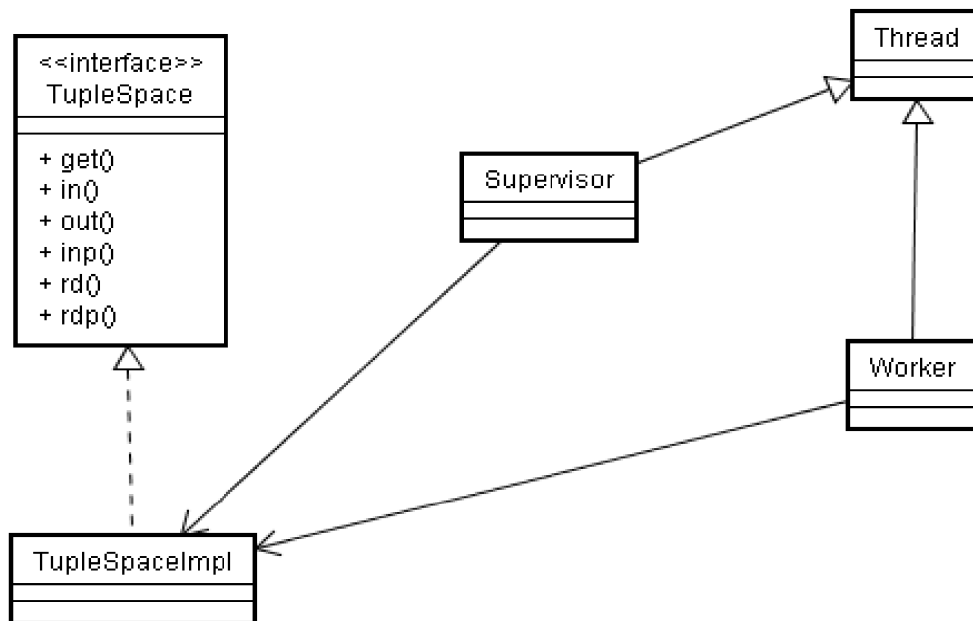 <<interface>>
TupleSpace
+ get()
+ in()
+ out()
+ inp()
+ rd()
+ rdp()
Thread
Supervisor
Worker
TupleSpaceImpl